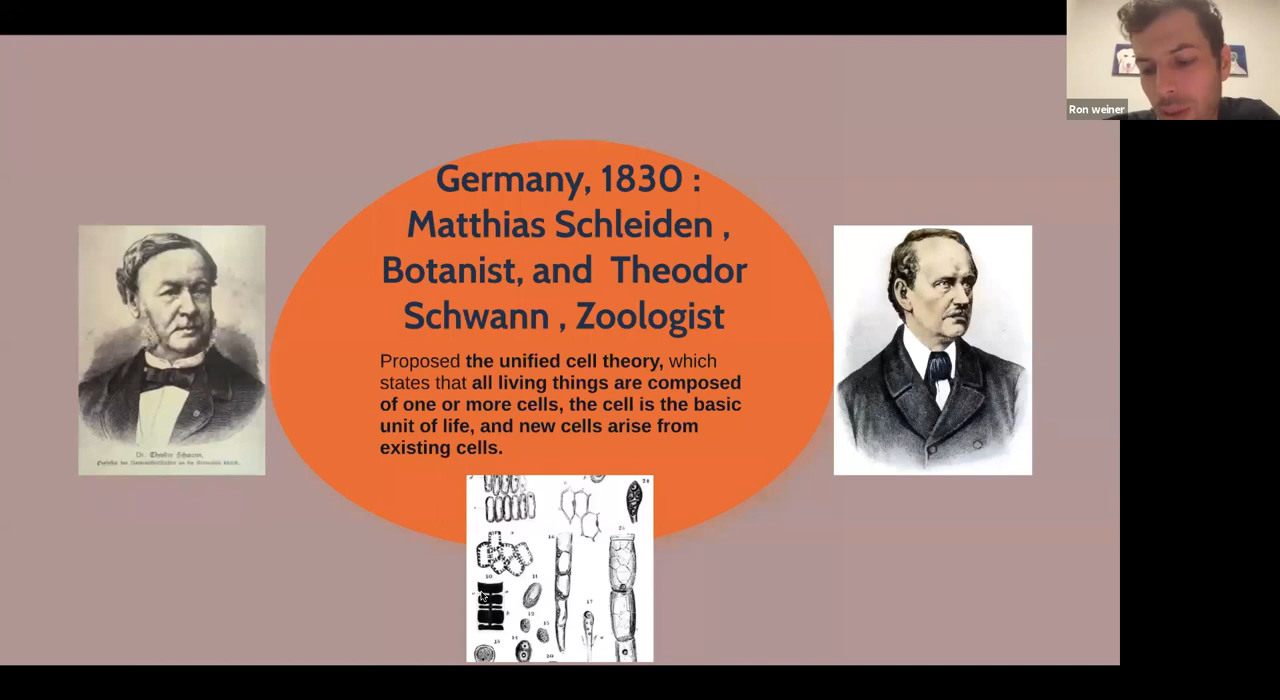 Ron weiner
Germany, 1830 :
Matthias Schleiden ,
Botanist, and Theodor
Schwann , Zoologist
Proposed the unified cell theory, which
states that all living things are composed
of one or more cells, the cell is the basic
unit of life, and new cells arise from
existing cells.
Dr. Theodor Schwann,